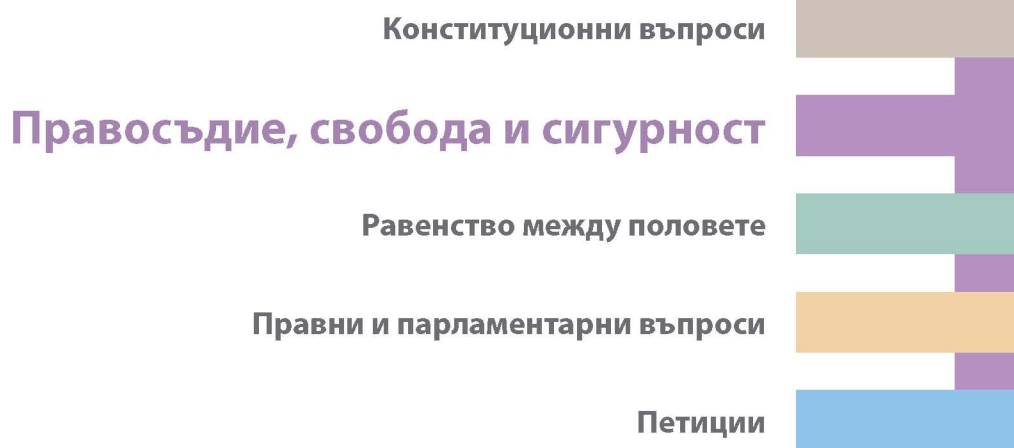 Конституционни въпроси
Правосъдие, свобода и сигурност
Равенство между половете
Правни и парламентарни въпроси
Петиции